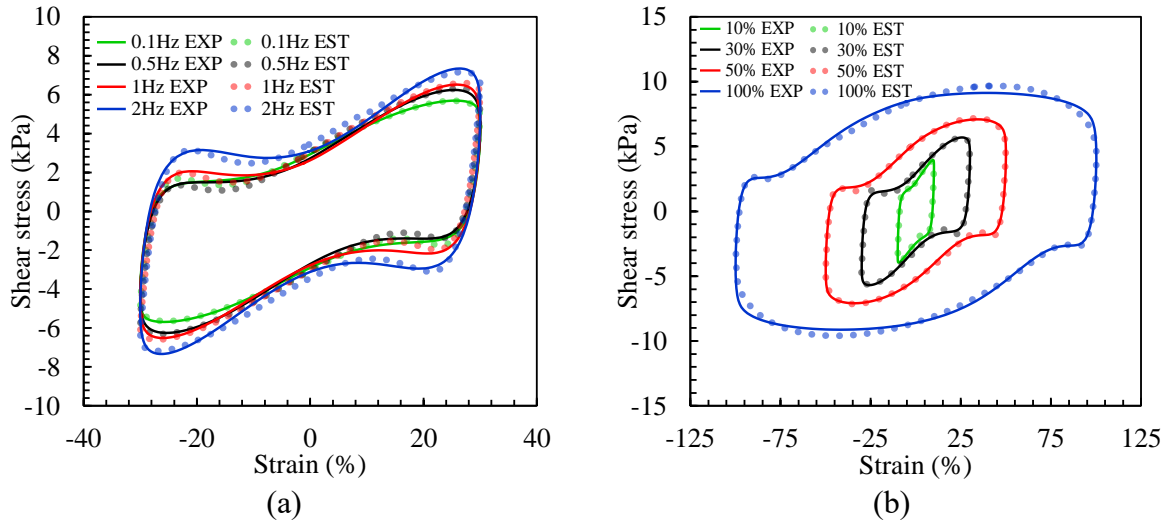 10
8
6
4
2
0
-2
-4
-6
-8
-10
Shear stress (kPa)
0.1Hz EXP 0.1Hz EST
0.5Hz EXP 0.5Hz EST
1Hz EXP 1Hz EST
2Hz EXP 2Hz EST
-40 -20 0 20 40
Strain (%)
(a)
15
10
5
0
-5
-10
-15
Shear stress (kPa)
10% EXP 10% EST
30% EXP 30% EST
50% EXP 50% EST
100% EXP 100% EST
-125 -75 -25 25 75 125
Strain (%)
(b)